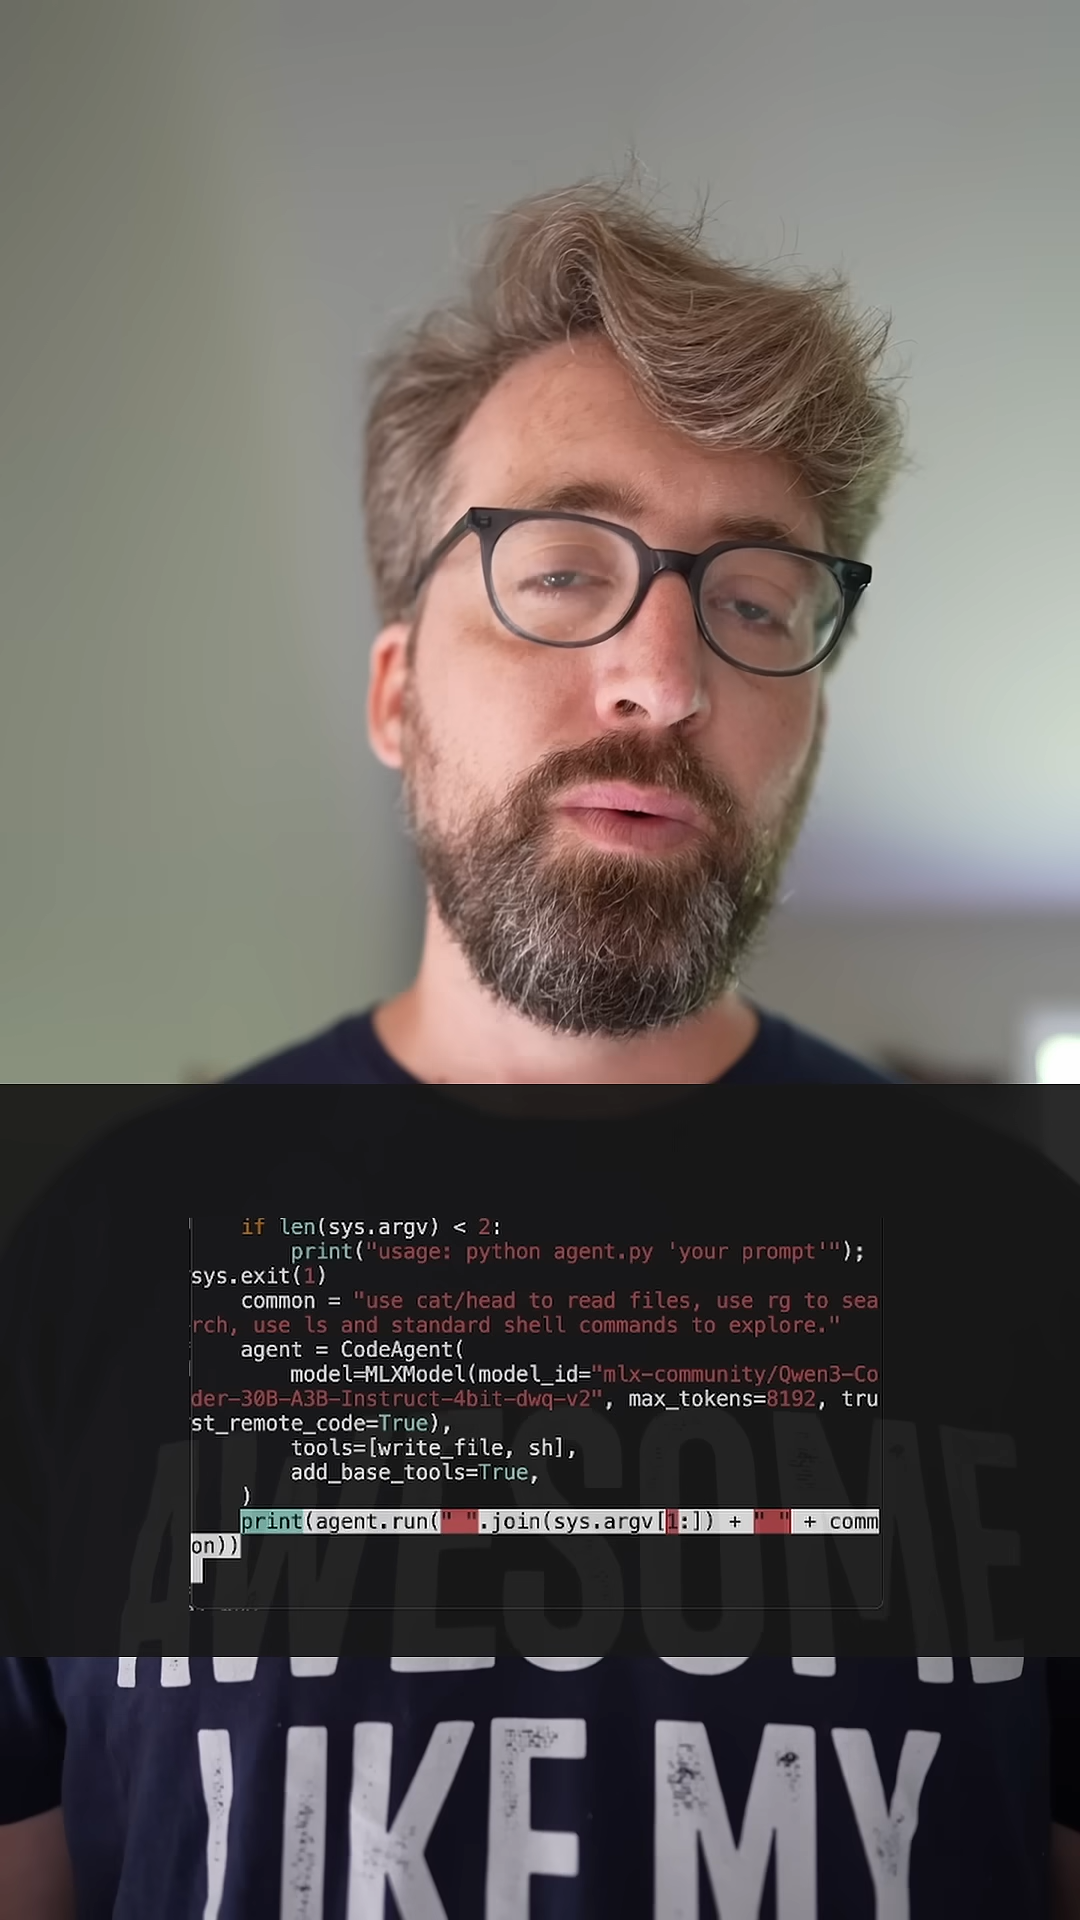 if len(sys.argv) < 2:
print("usage: python agent.py 'your prompt'");
sys.exit(1)
common = "use cat/head to read files, use rg to sea
rch, use ls and standard shell commands to explore."
agent = CodeAgent(
model=MLXModel(model_id="mlx-community/Qwen3-Co
der-30B-A3B-Instruct-4bit-dwq-v2", max_tokens=8192, tru
st_remote_code=True),
tools=[write_file, sh],
add_base_tools=True,
)
print(agent.run(" ".join(sys.argv[1:]) + " " + comm
on))
AWESOME
LIKE MY